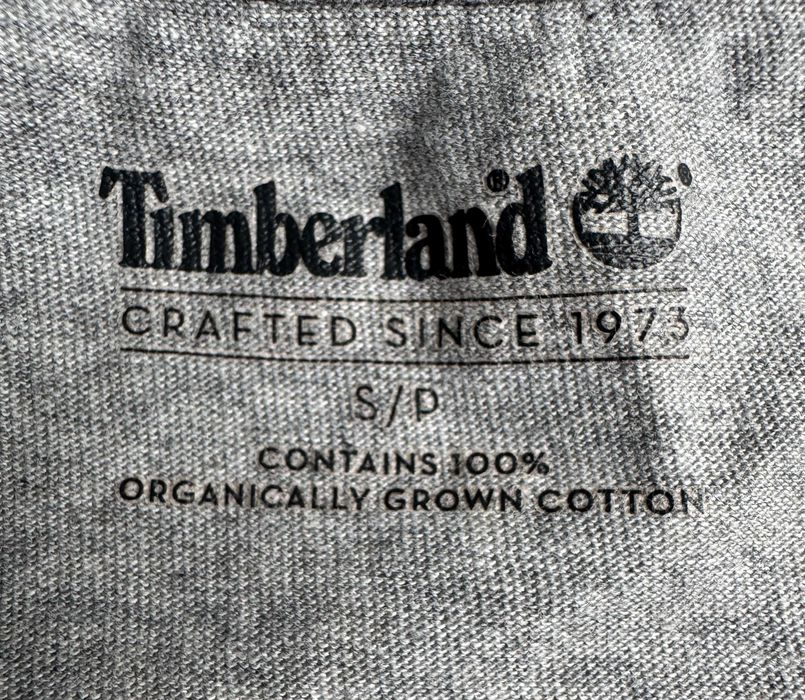 Timberland®
CRAFTED SINCE 1973
S/P
CONTAINS 100%
ORGANICALLY GROWN COTTON